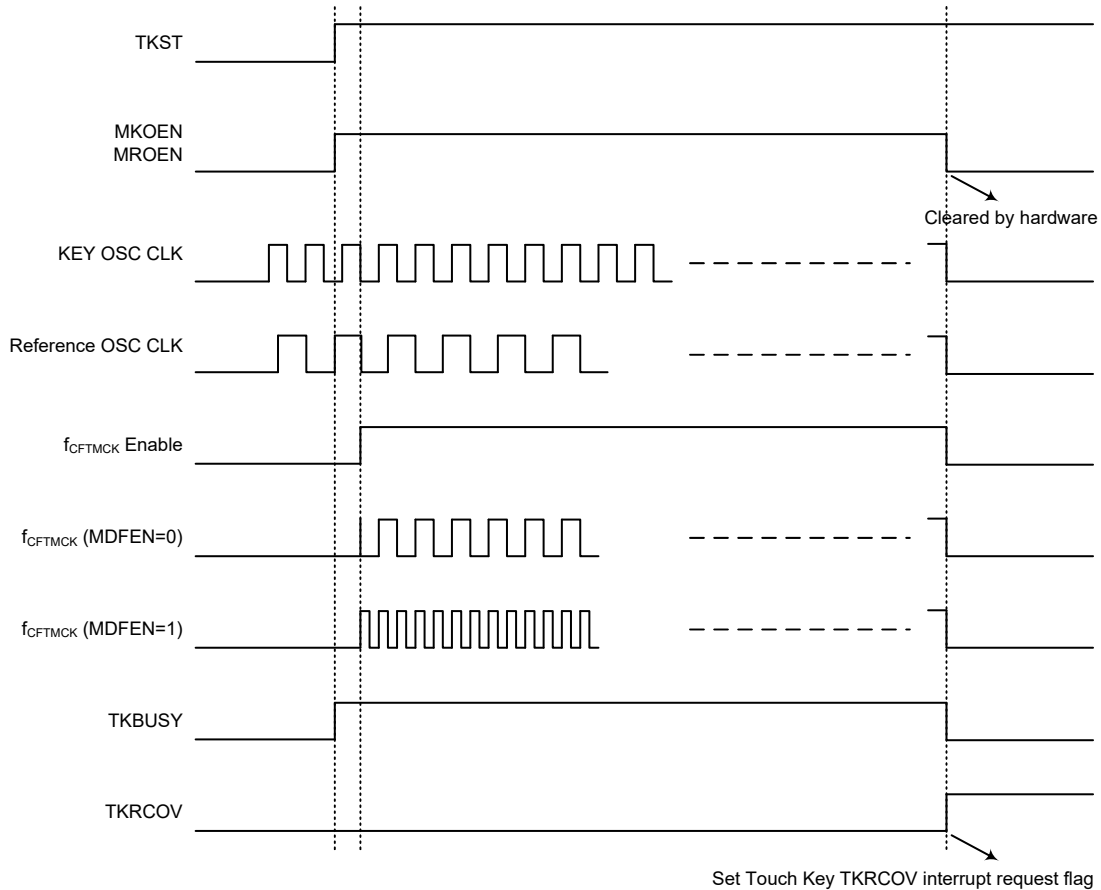 TKST
MKOEN
MROEN
Cleared by hardware
KEY OSC CLK
Reference OSC CLK
fCFTMCK Enable
fCFTMCK (MDFEN=0)
fCFTMCK (MDFEN=1)
TKBUSY
TKRCOV
Set Touch Key TKRCOV interrupt request flag